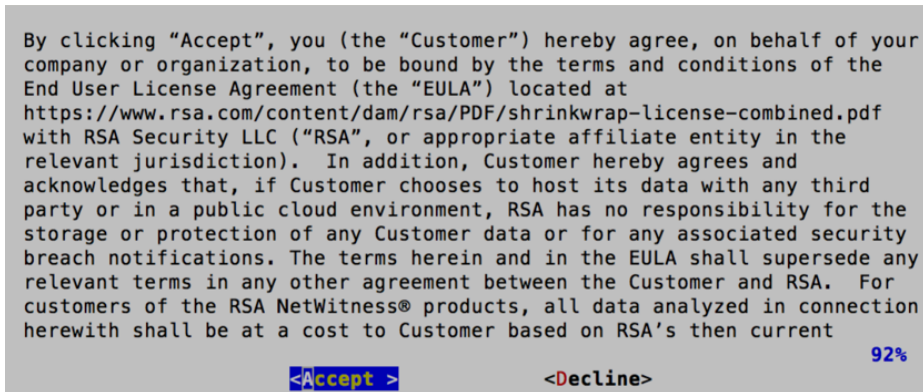 By clicking “Accept”, you (the “Customer”) hereby agree, on behalf of your
company or organization, to be bound by the terms and conditions of the
End User License Agreement (the “EULA”) located at
https://www.rsa.com/content/dam/rsa/PDF/shrinkwrap-license-combined.pdf
with RSA Security LLC (“RSA”, or appropriate affiliate entity in the
relevant jurisdiction).  In addition, Customer hereby agrees and
acknowledges that, if Customer chooses to host its data with any third
party or in a public cloud environment, RSA has no responsibility for the
storage or protection of any Customer data or for any associated security
breach notifications. The terms herein and in the EULA shall supersede any
relevant terms in any other agreement between the Customer and RSA.  For
customers of the RSA NetWitness® products, all data analyzed in connection
herewith shall be at a cost to Customer based on RSA’s then current
92%
<Accept > <Decline>